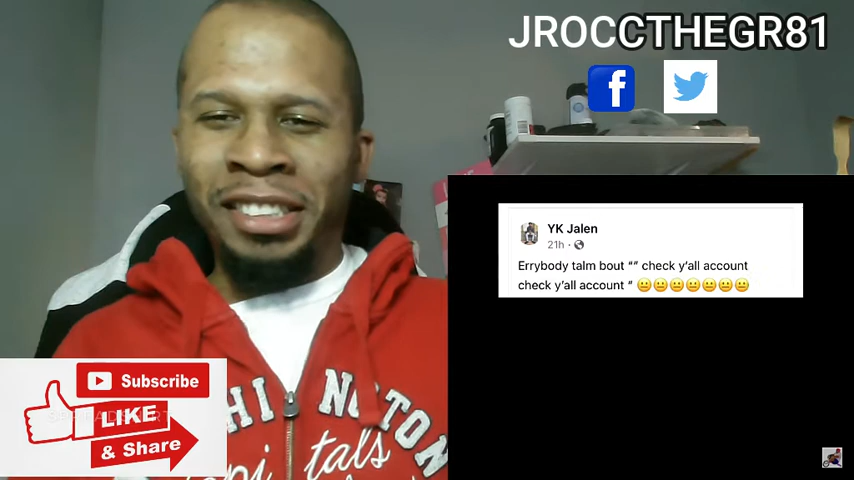 JROCCTHEGR81
f
YK Jalen
21h ·
Errybody talm bout “” check y’all account
check y’all account “ 😐😐😐😐😐😐😐
Subscribe
LIKE
& Share